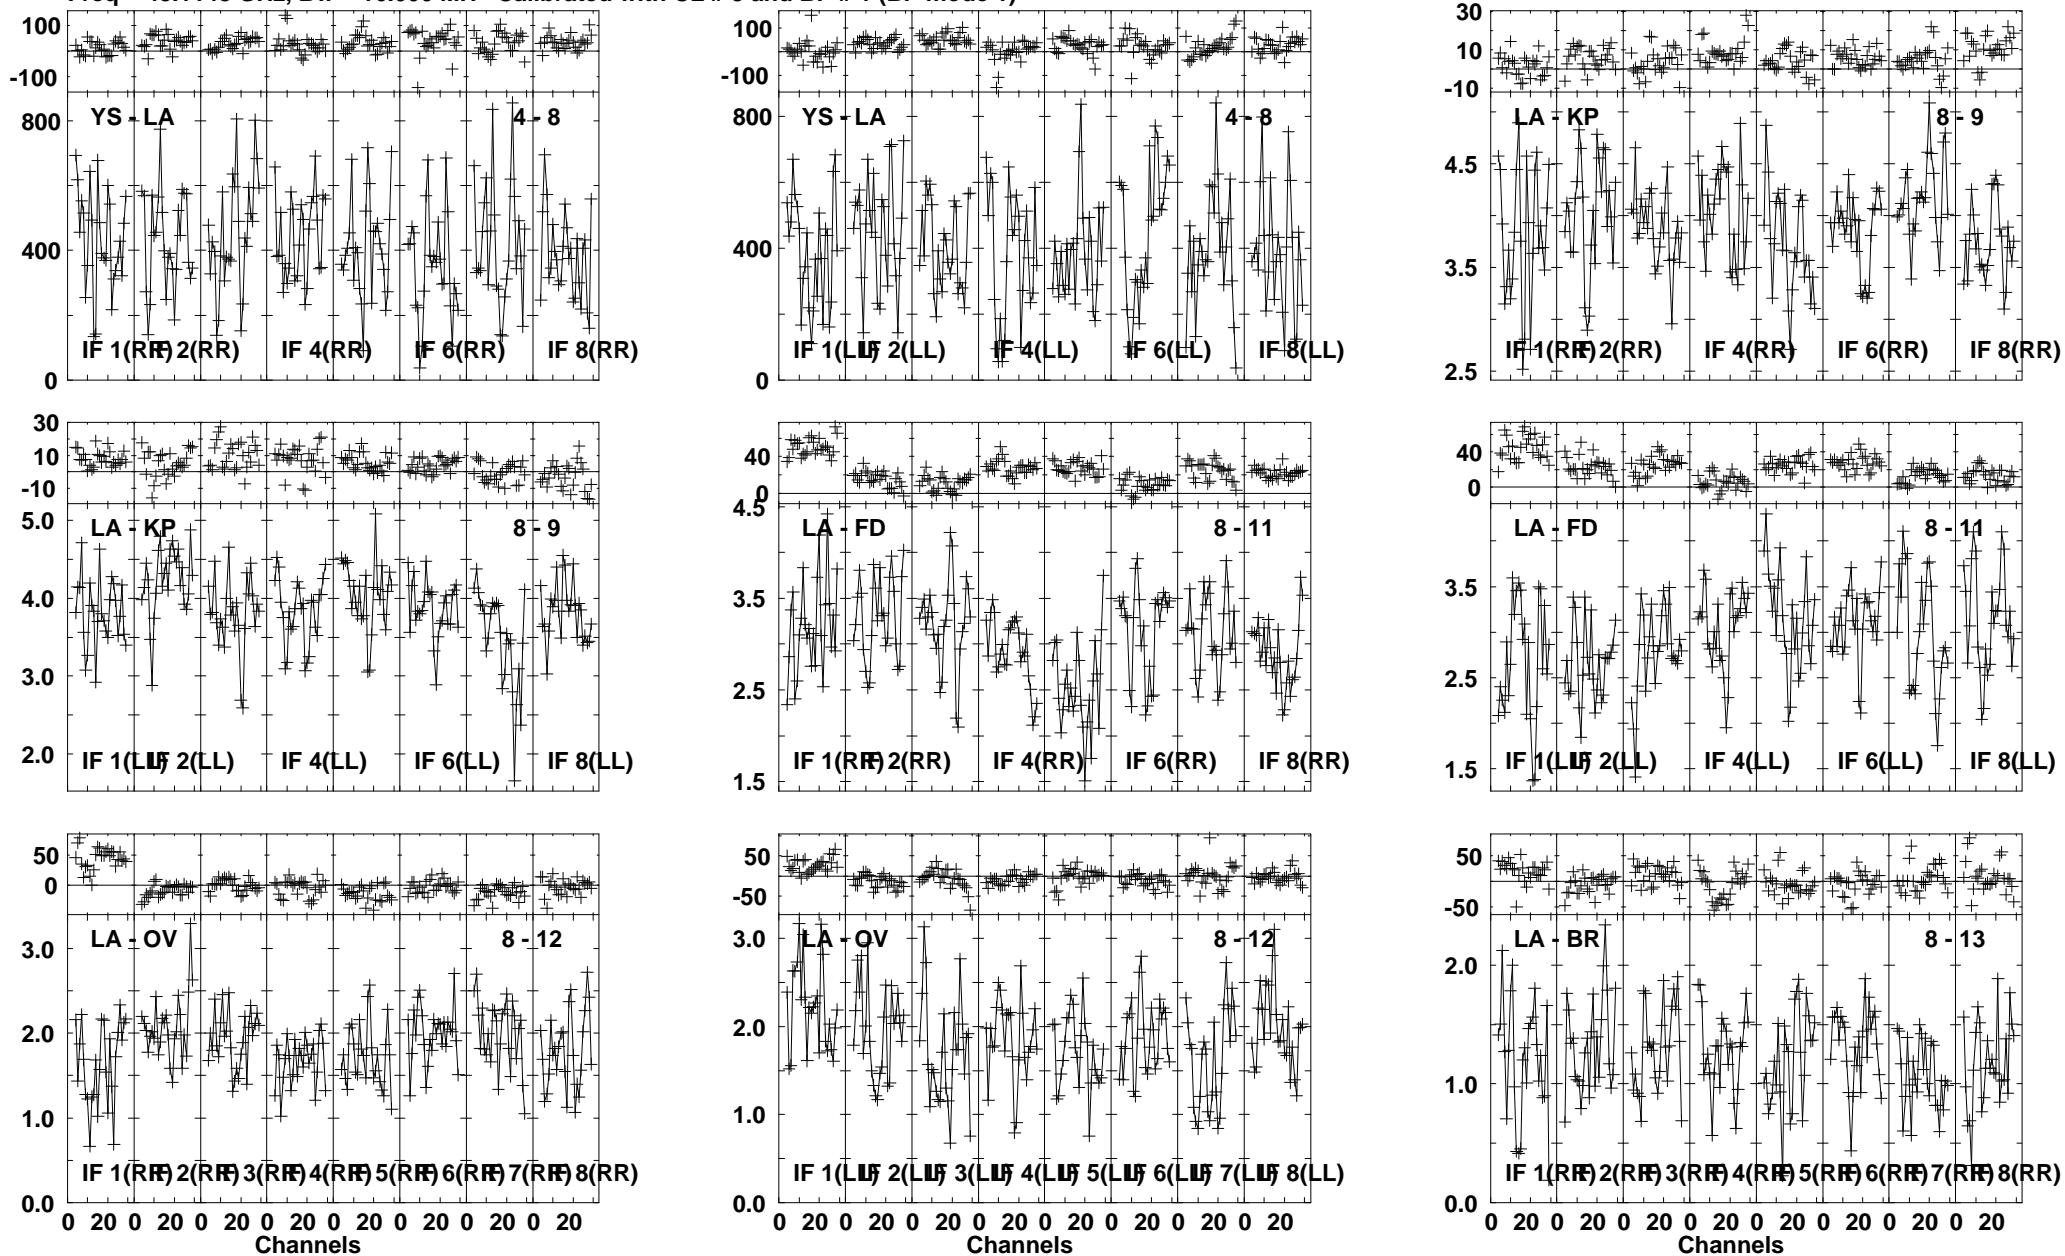 100 100 30
-100 -100 10
-10
YS - LA 4 - 8 YS - LA 4 - 8 LA - KP 8 - 9
800 800 4.5
400 400 3.5
IF 1(RR) IF 2(RR) IF 4(RR) IF 6(RR) IF 8(RR) IF 1(LL) IF 2(LL) IF 4(LL) IF 6(LL) IF 8(LL) IF 1(RR) IF 2(RR) IF 4(RR) IF 6(RR) IF 8(RR)
0 0 2.5
30 40 40
10 0 0
-10
LA - KP 8 - 9 LA - FD 8 - 11 LA - FD 8 - 11
5.0 4.5
4.0 3.5 3.5
3.0 2.5 2.5
2.0 1.5 1.5
IF 1(LL) IF 2(LL) IF 4(LL) IF 6(LL) IF 8(LL) IF 1(RR) IF 2(RR) IF 4(RR) IF 6(RR) IF 8(RR) IF 1(LL) IF 2(LL) IF 4(LL) IF 6(LL) IF 8(LL)
50 50 50
0 -50 -50
LA - OV 8 - 12 LA - OV 8 - 12 LA - BR 8 - 13
3.0 3.0 2.0
2.0 2.0 1.0
1.0 1.0
IF 1(RR) IF 2(RR) IF 3(RR) IF 4(RR) IF 5(RR) IF 6(RR) IF 7(RR) IF 8(RR) IF 1(LL) IF 2(LL) IF 3(LL) IF 4(LL) IF 5(LL) IF 6(LL) IF 7(LL) IF 8(LL) IF 1(RR) IF 2(RR) IF 3(RR) IF 4(RR) IF 5(RR) IF 6(RR) IF 7(RR) IF 8(RR)
0.0 0.0 0.0
0 20 0 20 0 20 0 20 0 20 0 20 0 20 0 20 0 20 0 20 0 20 0 20 0 20 0 20 0 20 0 20 0 20 0 20 0 20 0 20 0 20 0 20 0 20 0 20
Channels Channels Channels